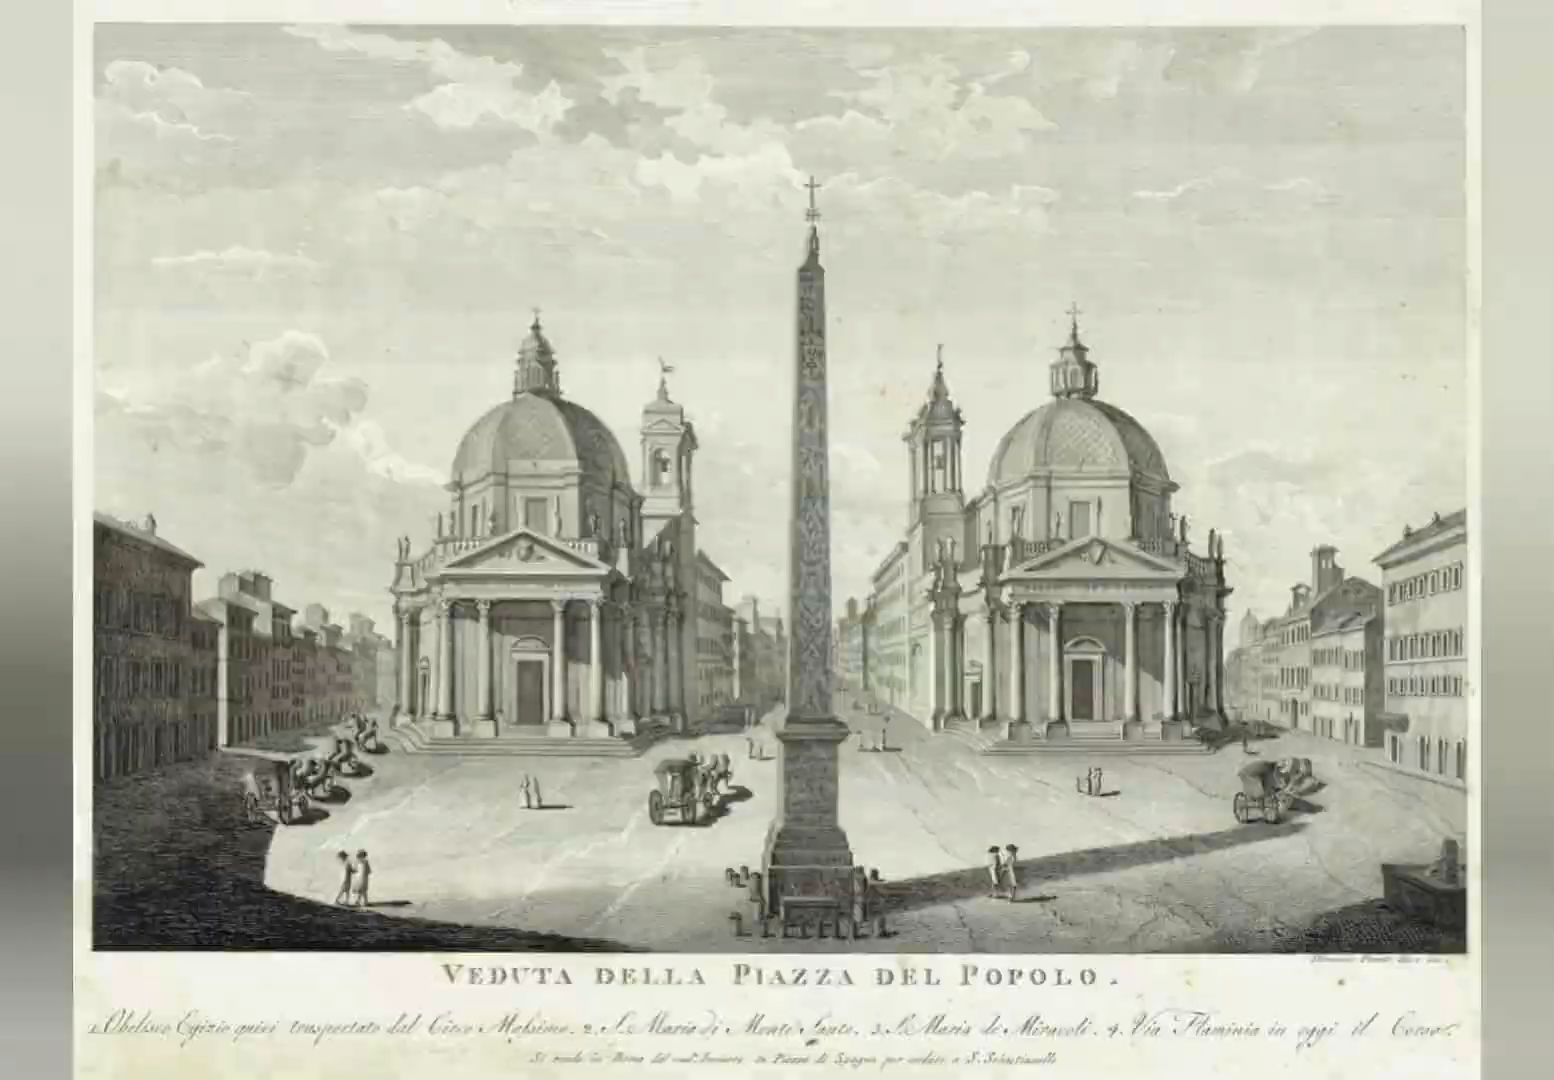 VEDUTA DELLA PIAZZA DEL POPOLO.
1. Obelisco Egizio quivi trasportato dal Circo Massimo. 2. S. Maria di Monte Santo. 3. S. Maria de Miracoli. 4. Via Flaminia in oggi il Corso.
Si vende in Roma dal Incisore in Piazza di Spagna per andare a S. Sebastianello